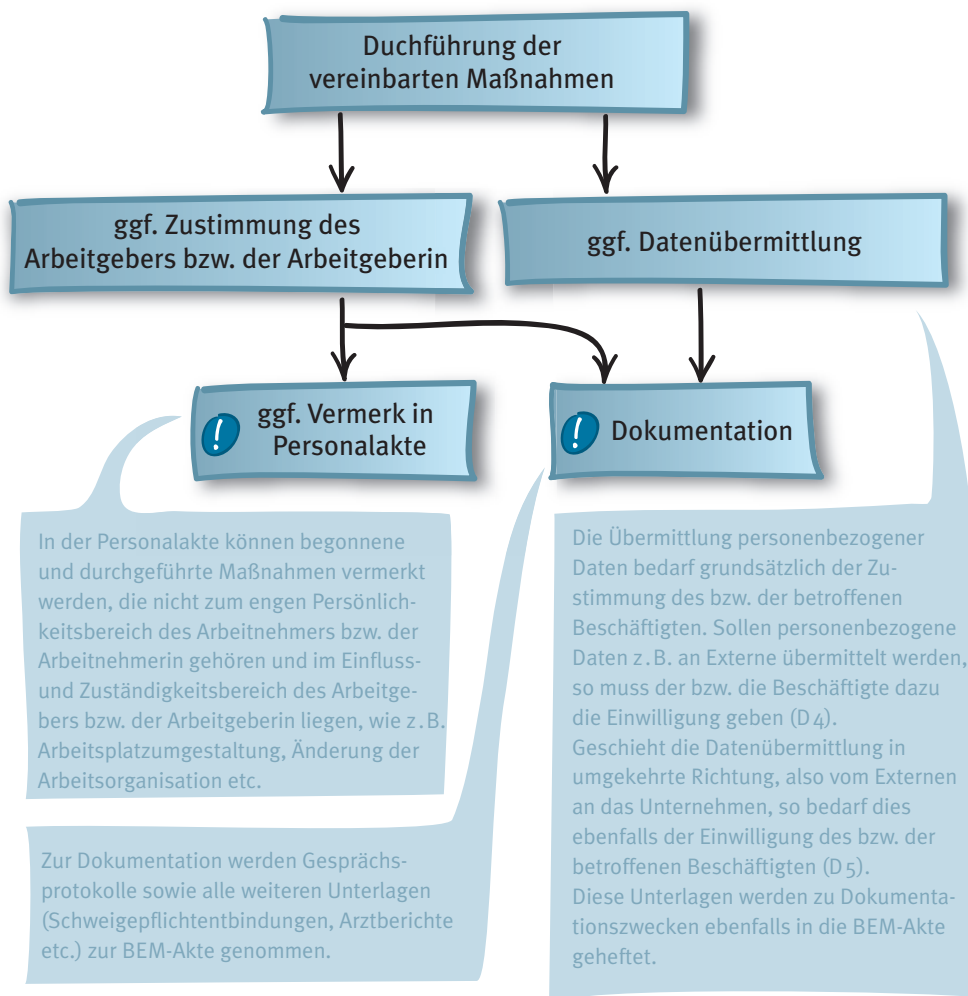 Duchführung der
vereinbarten Maßnahmen
ggf. Zustimmung des
Arbeitgebers bzw. der Arbeitgeberin
ggf. Datenübermittlung
! ggf. Vermerk in
Personalakte
! Dokumentation
In der Personalakte können begonnene
und durchgeführte Maßnahmen vermerkt
werden, die nicht zum engen Persönlich-
keitsbereich des Arbeitnehmers bzw. der
Arbeitnehmerin gehören und im Einfluss-
und Zuständigkeitsbereich des Arbeitge-
bers bzw. der Arbeitgeberin liegen, wie z.B.
Arbeitsplatzumgestaltung, Änderung der
Arbeitsorganisation etc.
Zur Dokumentation werden Gesprächs-
protokolle sowie alle weiteren Unterlagen
(Schweigepflichtentbindungen, Arztberichte
etc.) zur BEM-Akte genommen.
Die Übermittlung personenbezogener
Daten bedarf grundsätzlich der Zu-
stimmung des bzw. der betroffenen
Beschäftigten. Sollen personenbezogene
Daten z.B. an Externe übermittelt werden,
so muss der bzw. die Beschäftigte dazu
die Einwilligung geben (D4).
Geschieht die Datenübermittlung in
umgekehrte Richtung, also vom Externen
an das Unternehmen, so bedarf dies
ebenfalls der Einwilligung des bzw. der
betroffenen Beschäftigten (D5).
Diese Unterlagen werden zu Dokumenta-
tionszwecken ebenfalls in die BEM-Akte
geheftet.